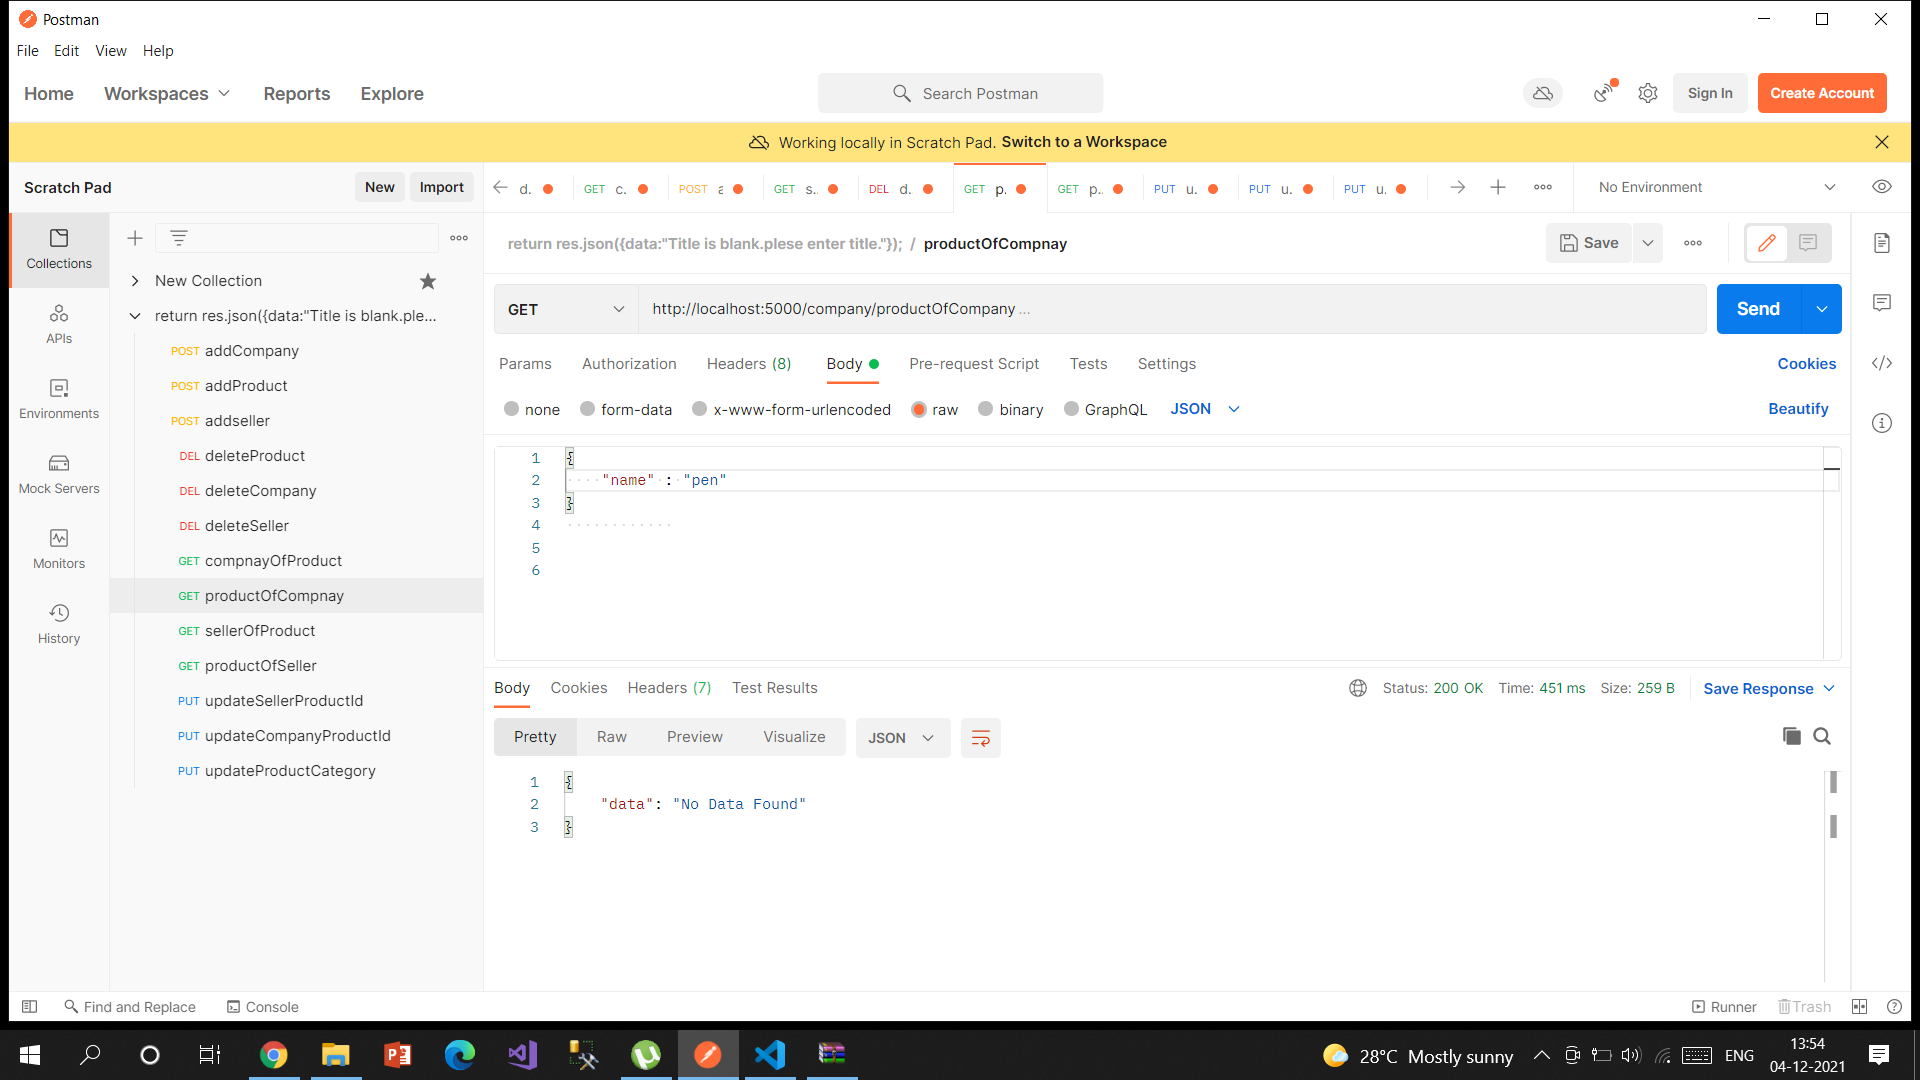 Postman
File Edit View Help
Home Workspaces Reports Explore Search Postman Sign In Create Account
Working locally in Scratch Pad. Switch to a Workspace
Scratch Pad New Import d. GET c. POST a GET s.. DEL d. GET p. GET p.. PUT u. PUT u. PUT u. No Environment
return res.json({data:"Title is blank.plese enter title."}); / productOfCompnay Save
Collections
New Collection
return res.json({data:"Title is blank.ple...
GET http://localhost:5000/company/productOfCompany ... Send
APIs
POST addCompany
Params Authorization Headers (8) Body Pre-request Script Tests Settings Cookies
POST addProduct
none form-data x-www-form-urlencoded raw binary GraphQL JSON Beautify
Environments
POST addseller
DEL deleteProduct
1 {
Mock Servers
DEL deleteCompany
2 "name" : "pen"
3 }
DEL deleteSeller
4
5
Monitors
GET compnayOfProduct
6
GET productOfCompnay
History
GET sellerOfProduct
GET productOfSeller
Body Cookies Headers (7) Test Results Status: 200 OK Time: 451 ms Size: 259 B Save Response
PUT updateSellerProductId
PUT updateCompanyProductId
Pretty Raw Preview Visualize JSON
PUT updateProductCategory
1 {
2 "data": "No Data Found"
3 }
Find and Replace Console Runner Trash
28°C Mostly sunny ENG 13:54
04-12-2021